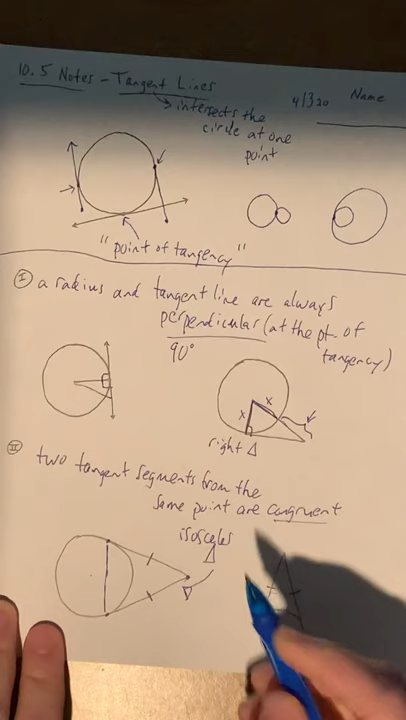 10.5 Notes - Tangent Lines
4/3 20
Name
→ intersects the
circle at one
point
"point of tangency"
I a radius and tangent line are always
perpendicular (at the pt. of
tangency)
90°
x
x
right Δ
II two tangent segments from the
same point are congruent
isosceles
Δ